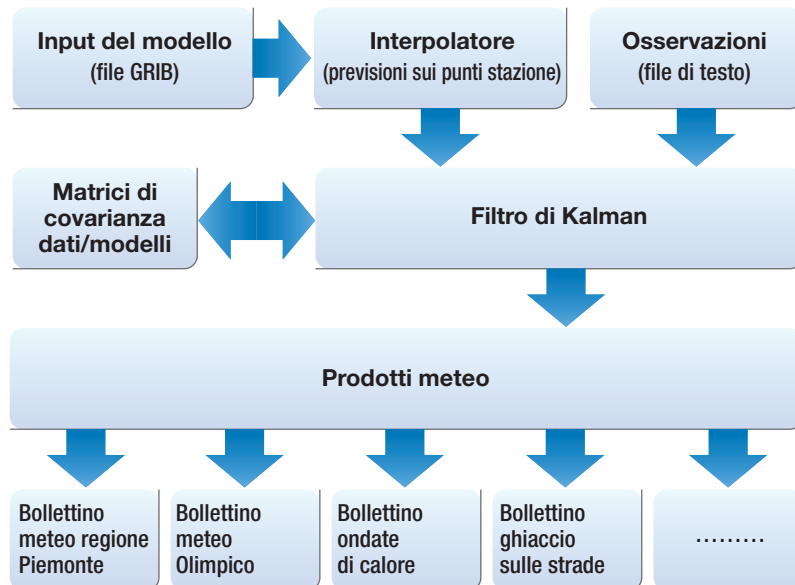 Input del modello
(file GRIB)
Interpolatore
(previsioni sui punti stazione)
Osservazioni
(file di testo)
Matrici di
covarianza
dati/modelli
Filtro di Kalman
Prodotti meteo
Bollettino
meteo regione
Piemonte
Bollettino
meteo
Olimpico
Bollettino
ondate
di calore
Bollettino
ghiaccio
sulle strade
.........